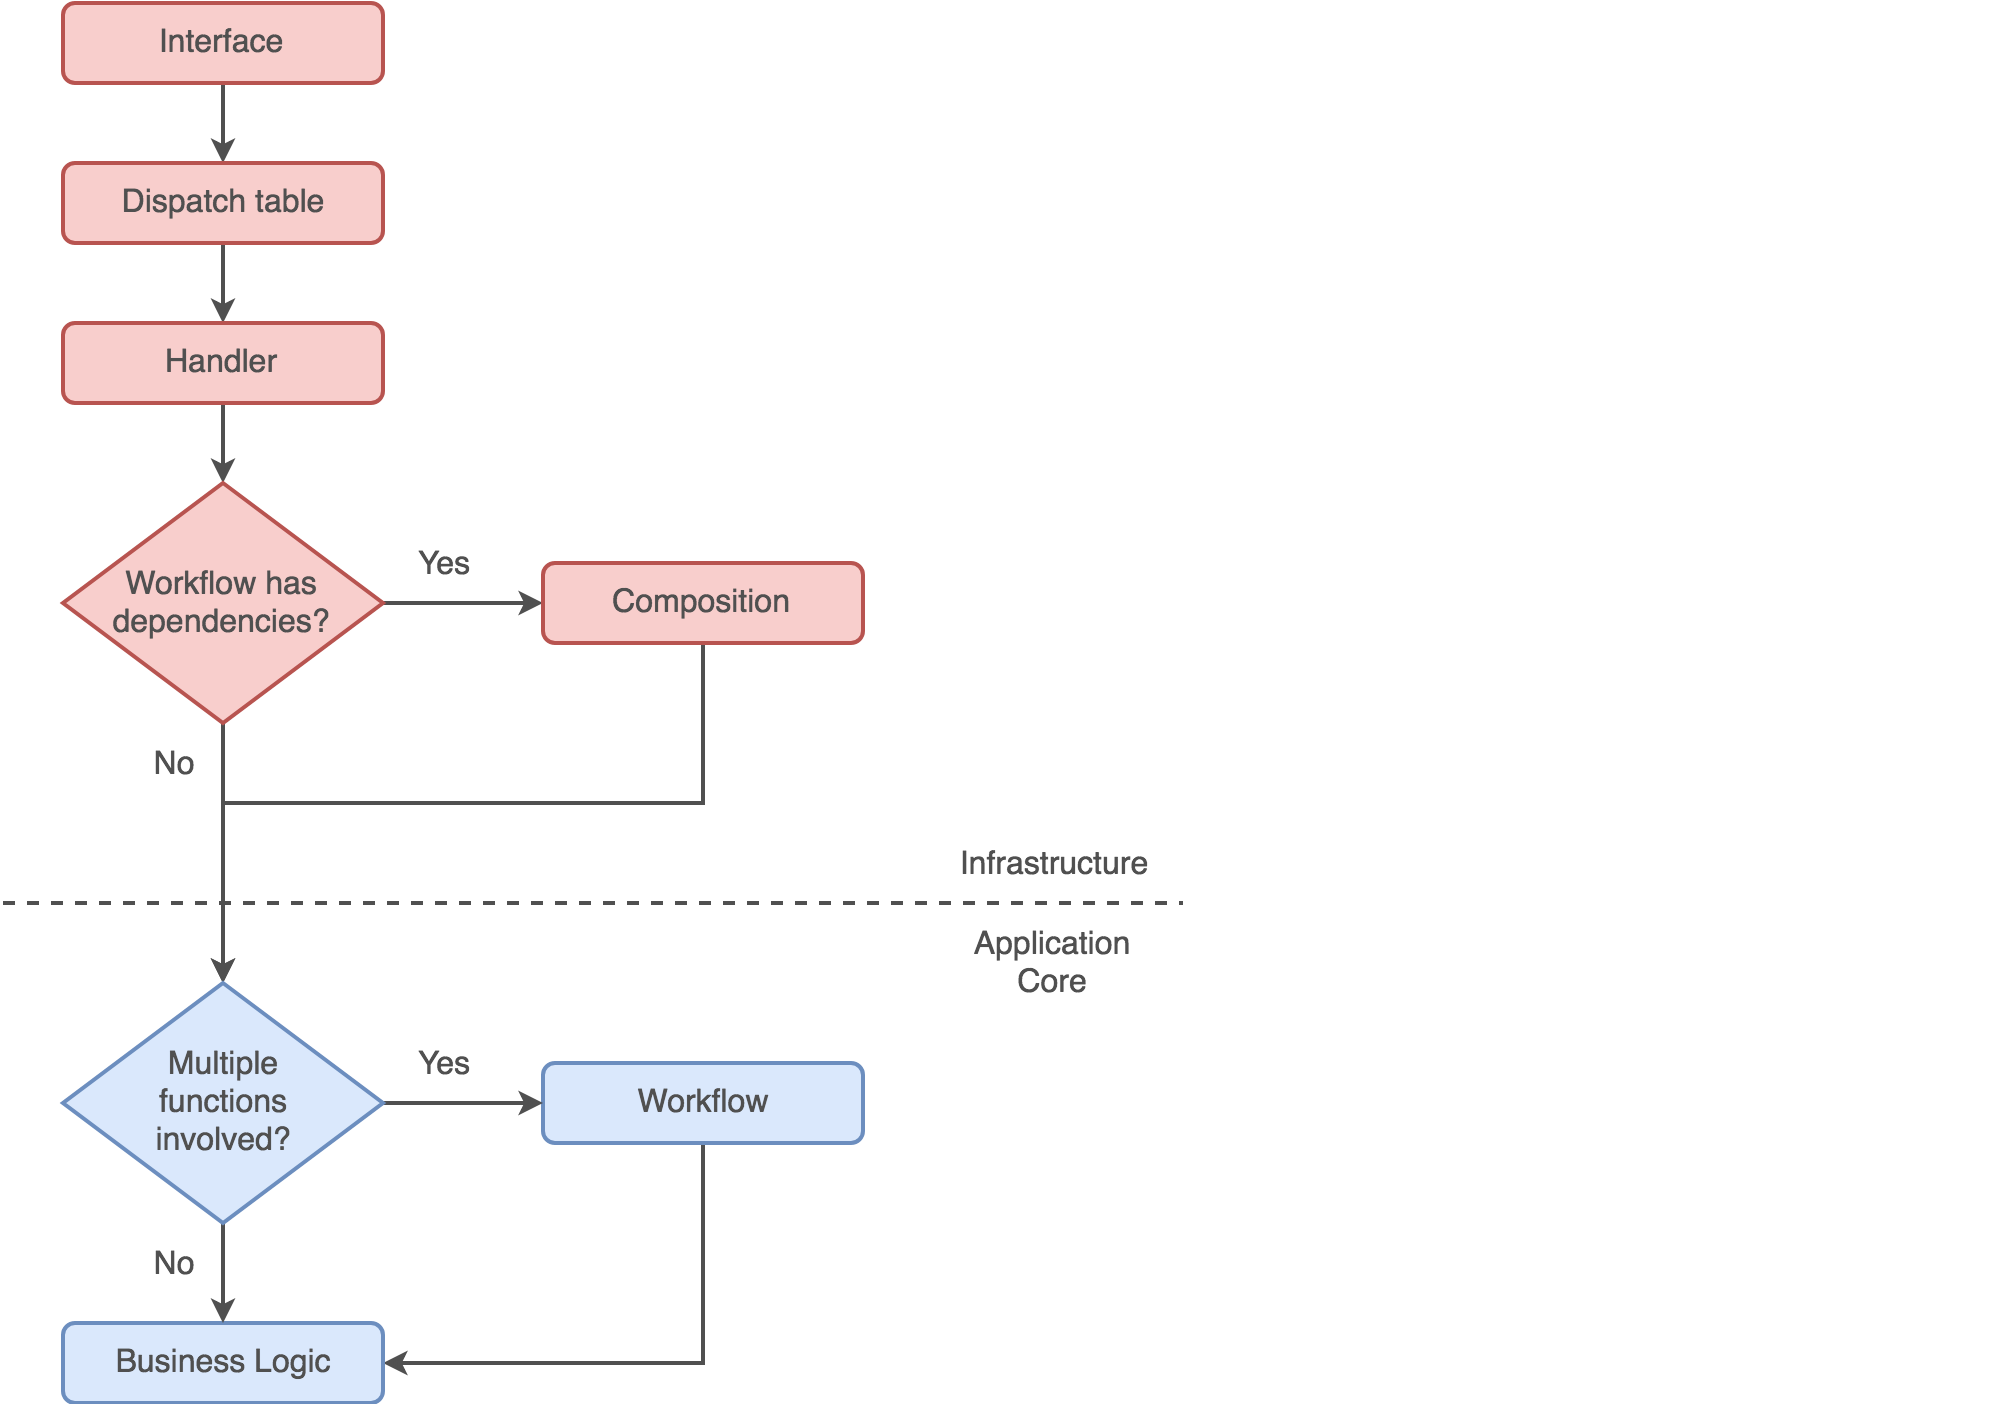 Interface
Dispatch table
Handler
Workflow has
dependencies?
Yes
Composition
No
Infrastructure
Application
Core
Multiple
functions
involved?
Yes
Workflow
No
Business Logic